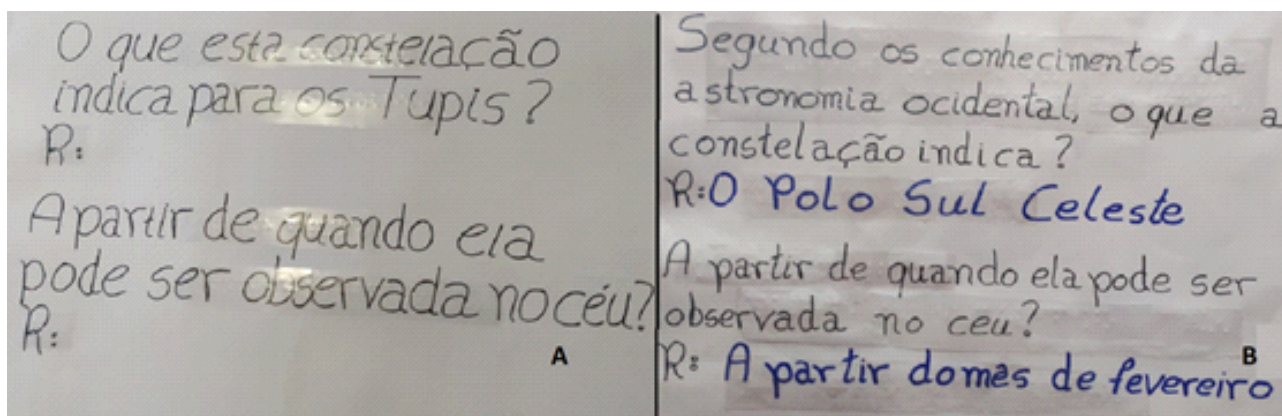 O que esta constelação
indica para os Tupis?
R:
A partir de quando ela
pode ser observada no céu?
R:
A
Segundo os conhecimentos da
astronomia ocidental, o que a
constelação indica?
R: O Polo Sul Celeste
A partir de quando ela pode ser
observada no ceu?
R: A partir do mes de fevereiro
B